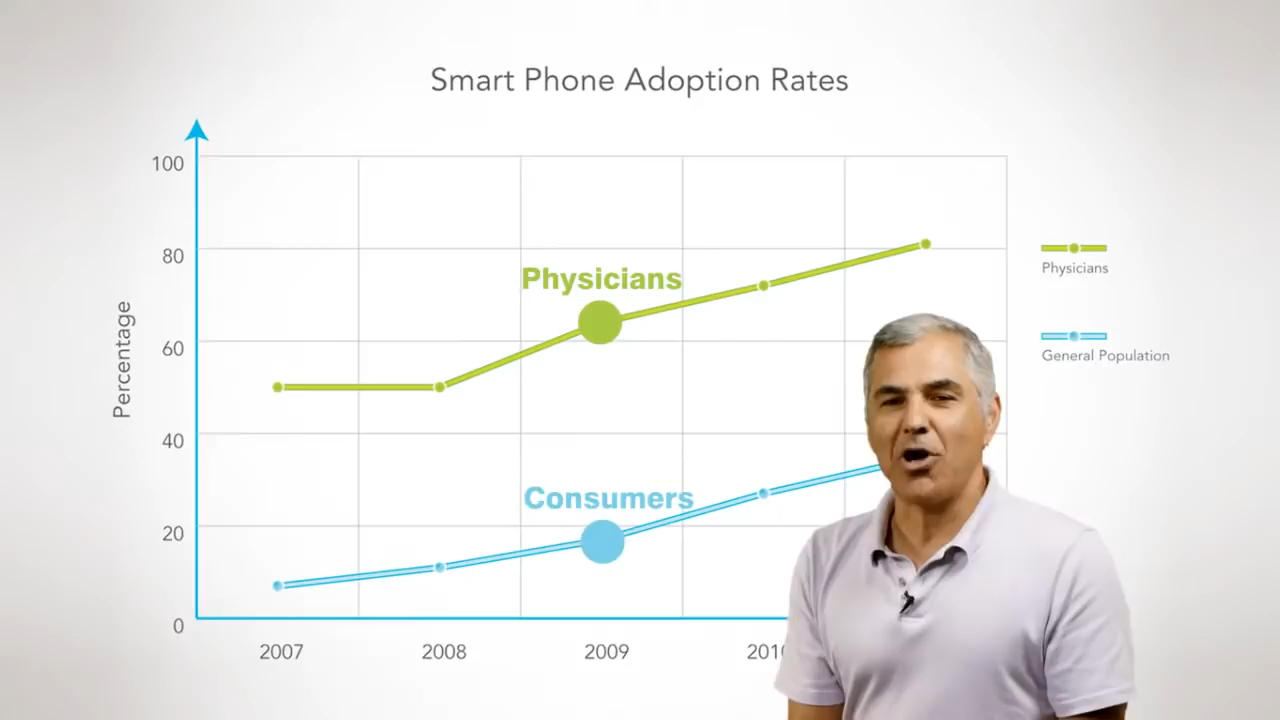 Smart Phone Adoption Rates
100
80
60
40
20
0
Percentage
Physicians
Consumers
2007
2008
2009
Physicians
General Population